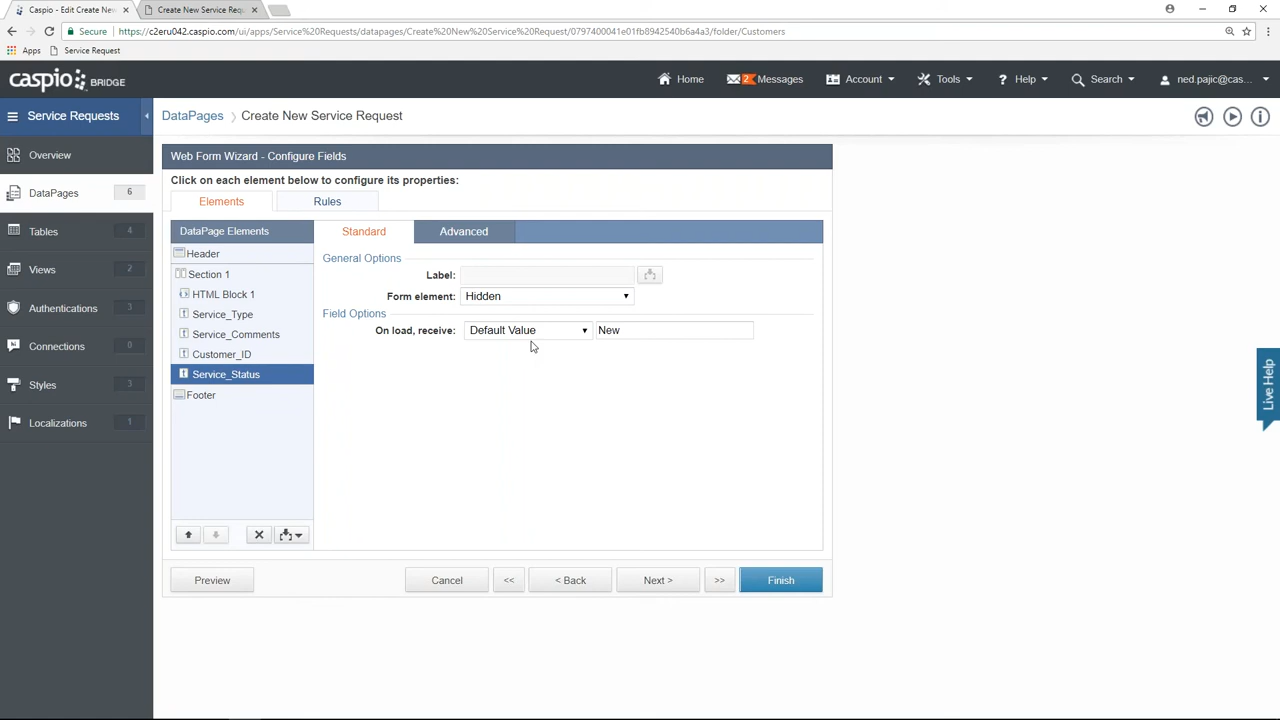 Caspio - Edit Create New
Create New Service Requ
Secure
https://c2eru042.caspio.com/ui/apps/Service%20Requests/datapages/Create%20New%20Service%20Request/0797400041e01fb8942540b6a4a3/folder/Customers
Apps
Service Request
caspio BRIDGE
Home
2
Messages
Account
Tools
? Help
Search
ned.pajic@cas...
Service Requests
DataPages
Create New Service Request
Overview
DataPages 6
Tables 4
Views 2
Authentications 3
Connections 0
Styles 3
Localizations 1
Web Form Wizard - Configure Fields
Click on each element below to configure its properties:
Elements
Rules
DataPage Elements
Standard
Advanced
Header
Section 1
HTML Block 1
Service_Type
Service_Comments
Customer_ID
Service_Status
Footer
General Options
Label:
Form element: Hidden
Field Options
On load, receive: Default Value New
Preview
Cancel
<<
< Back
Next >
>>
Finish
Live Help